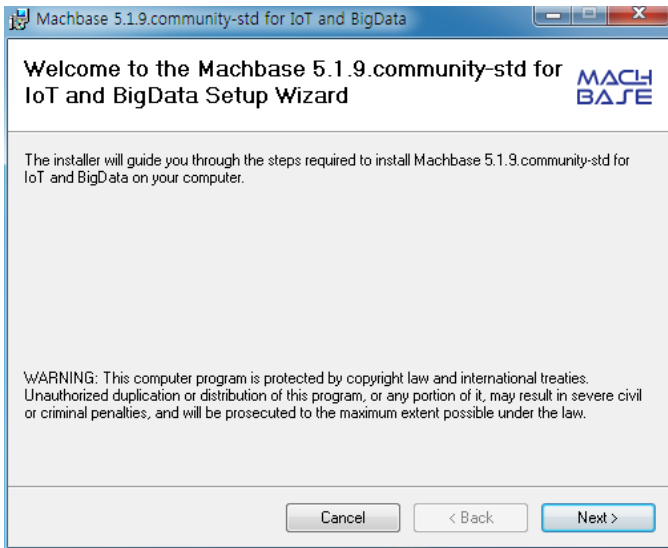 Machbase 5.1.9.community-std for IoT and BigData
Welcome to the Machbase 5.1.9.community-std for
IoT and BigData Setup Wizard
MACH
BASE
The installer will guide you through the steps required to install Machbase 5.1.9.community-std for
IoT and BigData on your computer.
WARNING: This computer program is protected by copyright law and international treaties.
Unauthorized duplication or distribution of this program, or any portion of it, may result in severe civil
or criminal penalties, and will be prosecuted to the maximum extent possible under the law.
Cancel
< Back
Next >